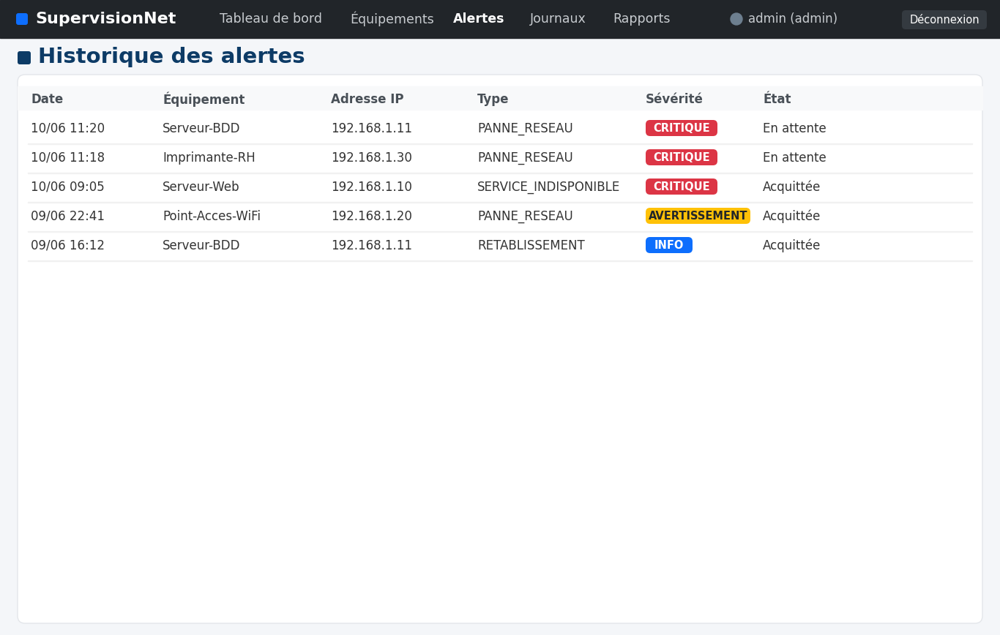 SupervisionNet Tableau de bord Équipements Alertes Journaux Rapports admin (admin) Déconnexion
Historique des alertes
Date Équipement Adresse IP Type Sévérité État
10/06 11:20 Serveur-BDD 192.168.1.11 PANNE_RESEAU CRITIQUE En attente
10/06 11:18 Imprimante-RH 192.168.1.30 PANNE_RESEAU CRITIQUE En attente
10/06 09:05 Serveur-Web 192.168.1.10 SERVICE_INDISPONIBLE CRITIQUE Acquittée
09/06 22:41 Point-Acces-WiFi 192.168.1.20 PANNE_RESEAU AVERTISSEMENT Acquittée
09/06 16:12 Serveur-BDD 192.168.1.11 RETABLISSEMENT INFO Acquittée